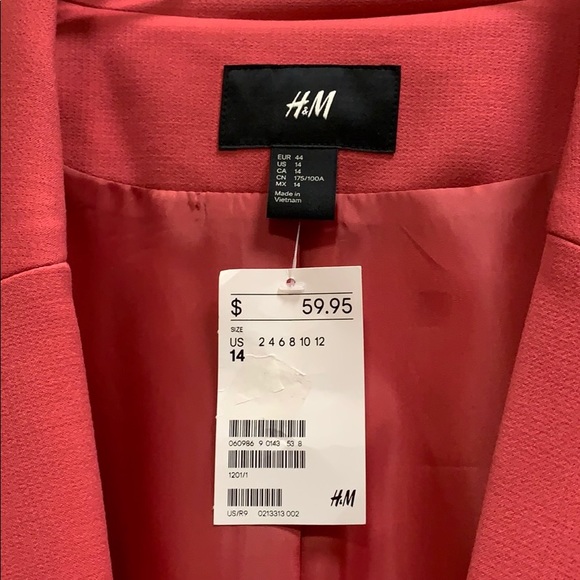 H&M
EUR 44
US 14
CA 14
CN 175/100A
MX 14
Made in
Vietnam
$ 59.95
SIZE
US 2 4 6 8 10 12
14
060986 9 0143 53 8
1201/1
US/R9 0213313 002
H&M